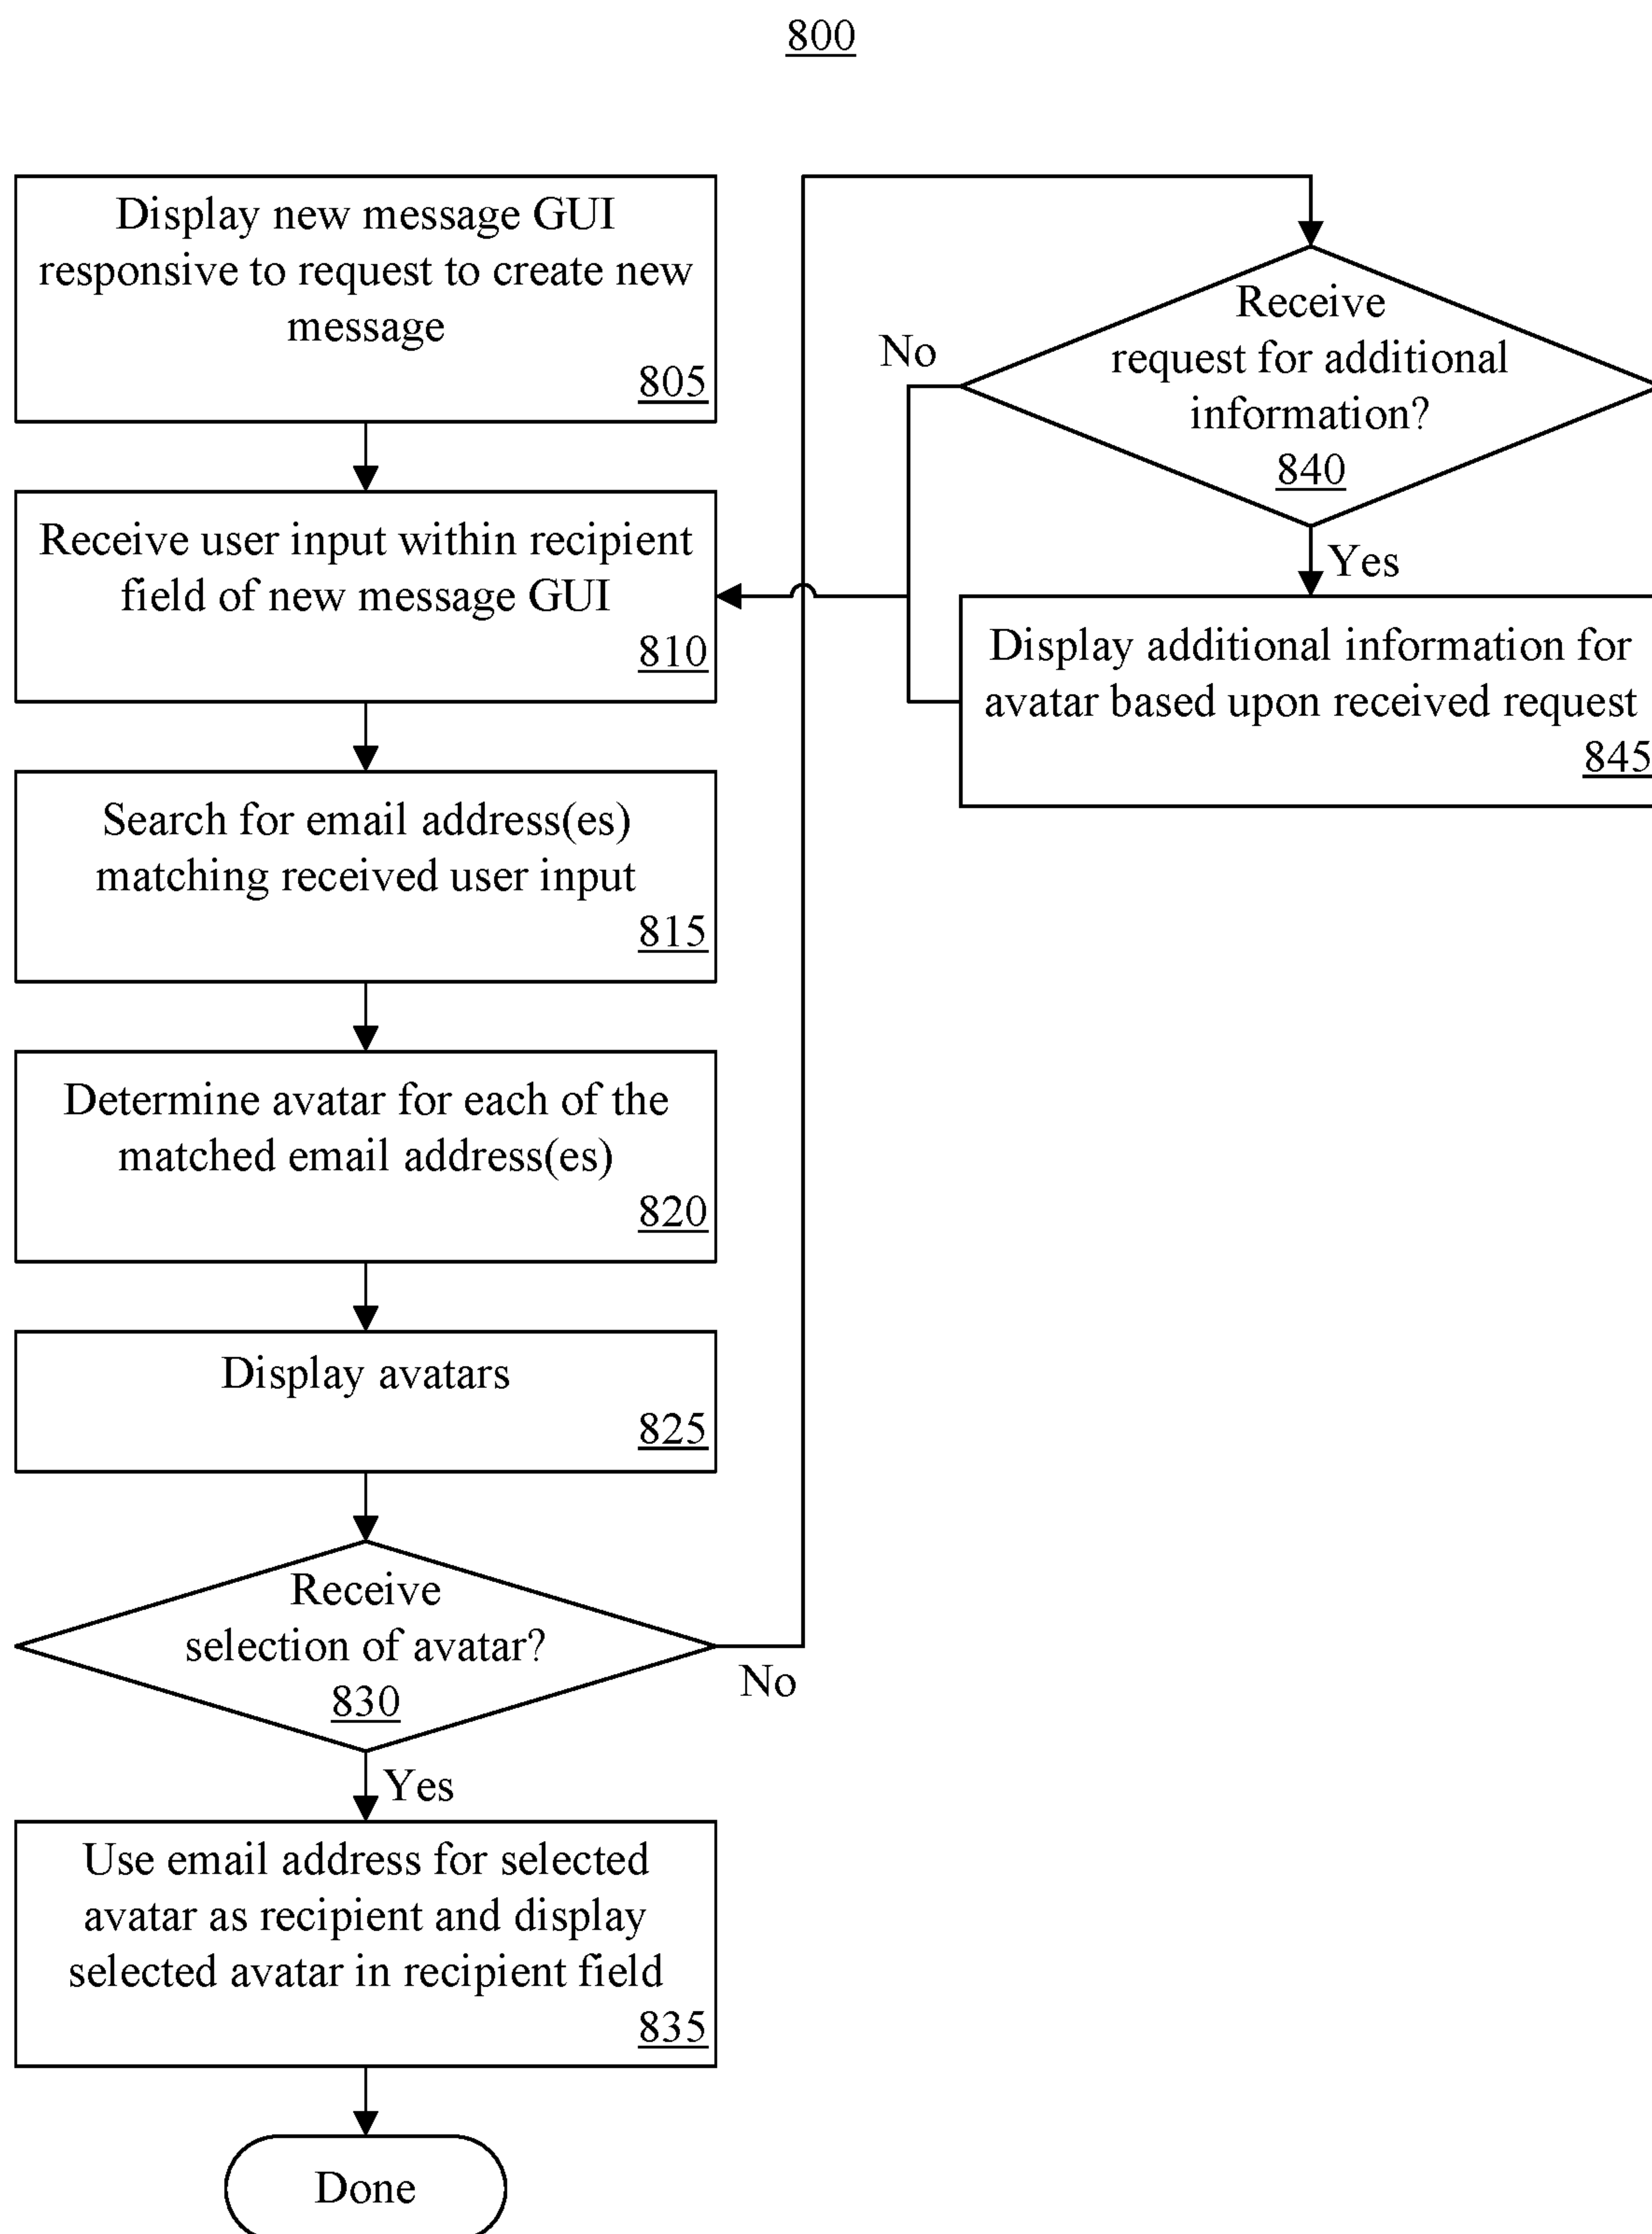 800
Display new message GUI
responsive to request to create new
message
805
Receive user input within recipient
field of new message GUI
810
Search for email address(es)
matching received user input
815
Determine avatar for each of the
matched email address(es)
820
Display avatars
825
Receive
selection of avatar?
830
No
Yes
Use email address for selected
avatar as recipient and display
selected avatar in recipient field
835
Done
Receive
request for additional
information?
840
No
Yes
Display additional information for
avatar based upon received request
845